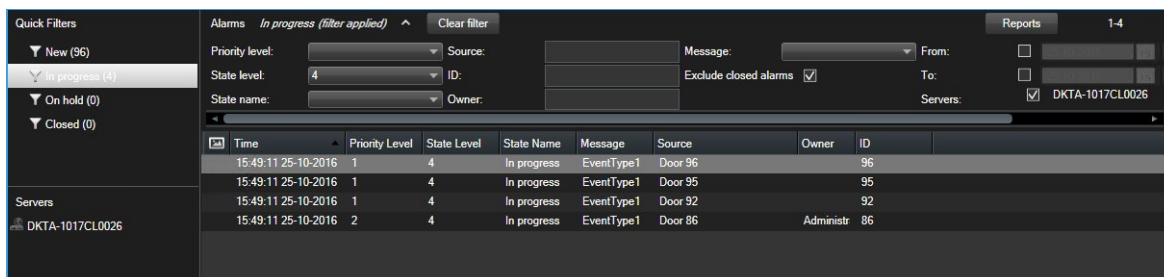 Quick Filters
New (96)
In progress (4)
On hold (0)
Closed (0)
Servers
DKTA-1017CL0026
Alarms In progress (filter applied) Clear filter Reports 1-4
Priority level: Source: Message: From:
State level: 4 ID: Exclude closed alarms To:
State name: Owner: Servers: DKTA-1017CL0026
Time Priority Level State Level State Name Message Source Owner ID
15:49:11 25-10-2016 1 4 In progress EventType1 Door 96 96
15:49:11 25-10-2016 1 4 In progress EventType1 Door 95 95
15:49:11 25-10-2016 1 4 In progress EventType1 Door 92 92
15:49:11 25-10-2016 2 4 In progress EventType1 Door 86 Administr 86